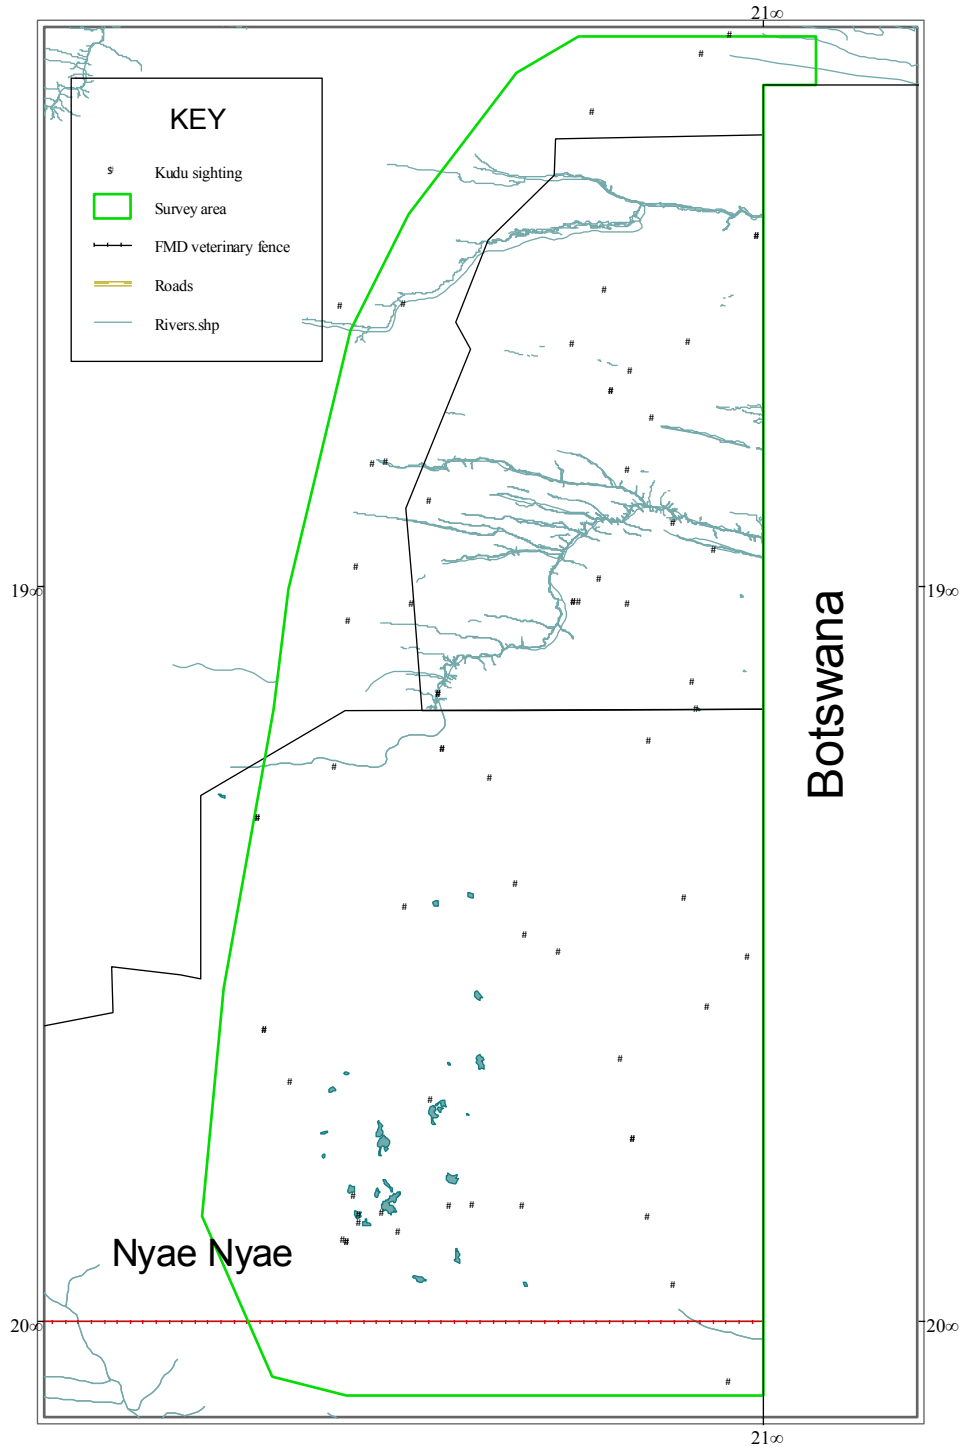 21∞
KEY
Kudu sighting
Survey area
FMD veterinary fence
Roads
Rivers.shp
19∞
19∞
Botswana
Nyae Nyae
20∞
20∞
21∞